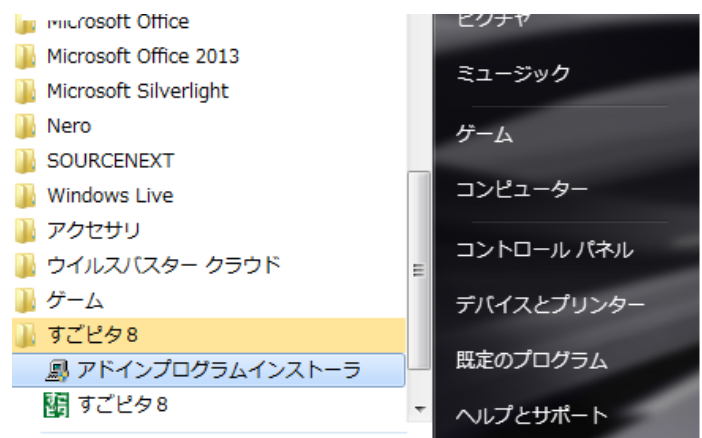 Microsoft Office
Microsoft Office 2013
Microsoft Silverlight
Nero
SOURCENEXT
Windows Live
アクセサリ
ウイルスバスター クラウド
ゲーム
すごピタ8
アドインプログラムインストーラ
すごピタ8
ピクチャ
ミュージック
ゲーム
コンピューター
コントロール パネル
デバイスとプリンター
既定のプログラム
ヘルプとサポート